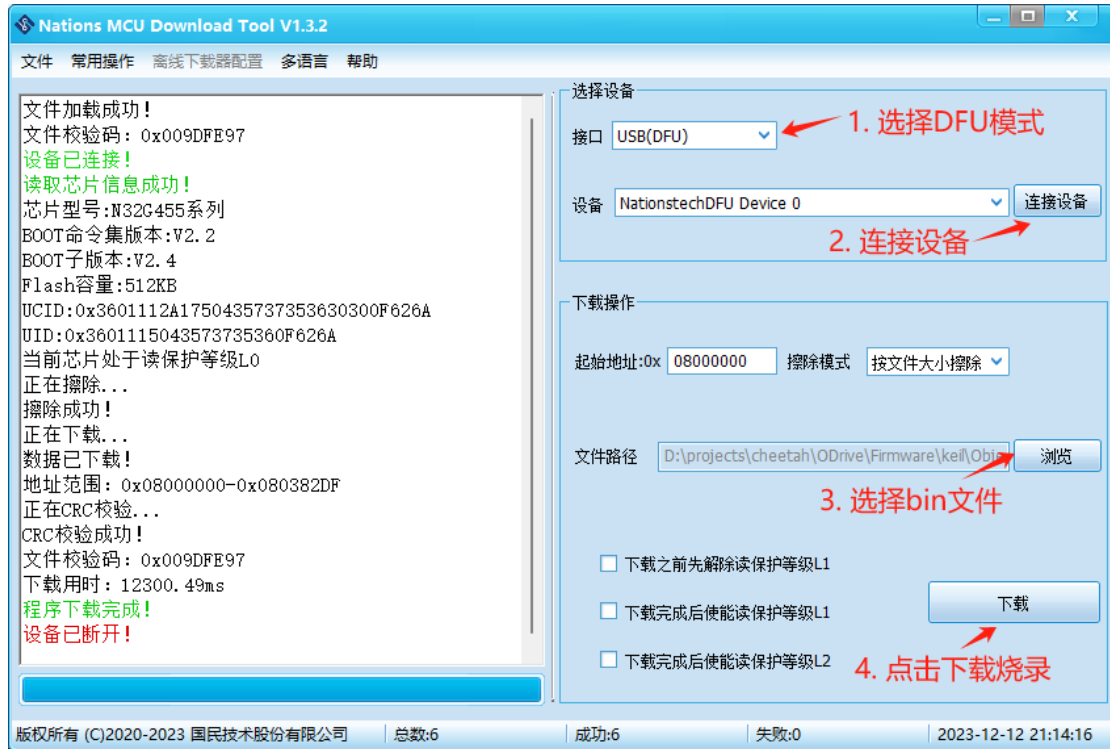 Nations MCU Download Tool V1.3.2
文件 常用操作 离线下载器配置 多语言 帮助
文件加载成功!
文件校验码: 0x009DFE97
设备已连接!
读取芯片信息成功!
芯片型号:N32G455系列
BOOT命令集版本:V2.2
BOOT子版本:V2.4
Flash容量:512KB
UCID:0x3601112A1750435737353630300F626A
UID:0x36011150435737353​60F626A
当前芯片处于读保护等级L0
正在擦除...
擦除成功!
正在下载...
数据已下载!
地址范围: 0x08000000-0x080382DF
正在CRC校验...
CRC校验成功!
文件校验码: 0x009DFE97
下载用时: 12300.49ms
程序下载完成!
设备已断开!
选择设备
接口 USB(DFU)
1. 选择DFU模式
设备 NationstechDFU Device 0 连接设备
2. 连接设备
下载操作
起始地址:0x 08000000 擦除模式 按文件大小擦除
文件路径 D:\projects\cheetah\ODrive\Firmware\keil\Obje 浏览
3. 选择bin文件
下载之前先解除读保护等级L1
下载完成后使能读保护等级L1
下载
下载完成后使能读保护等级L2
4. 点击下载烧录
版权所有 (C)2020-2023 国民技术股份有限公司 总数:6 成功:6 失败:0 2023-12-12 21:14:16